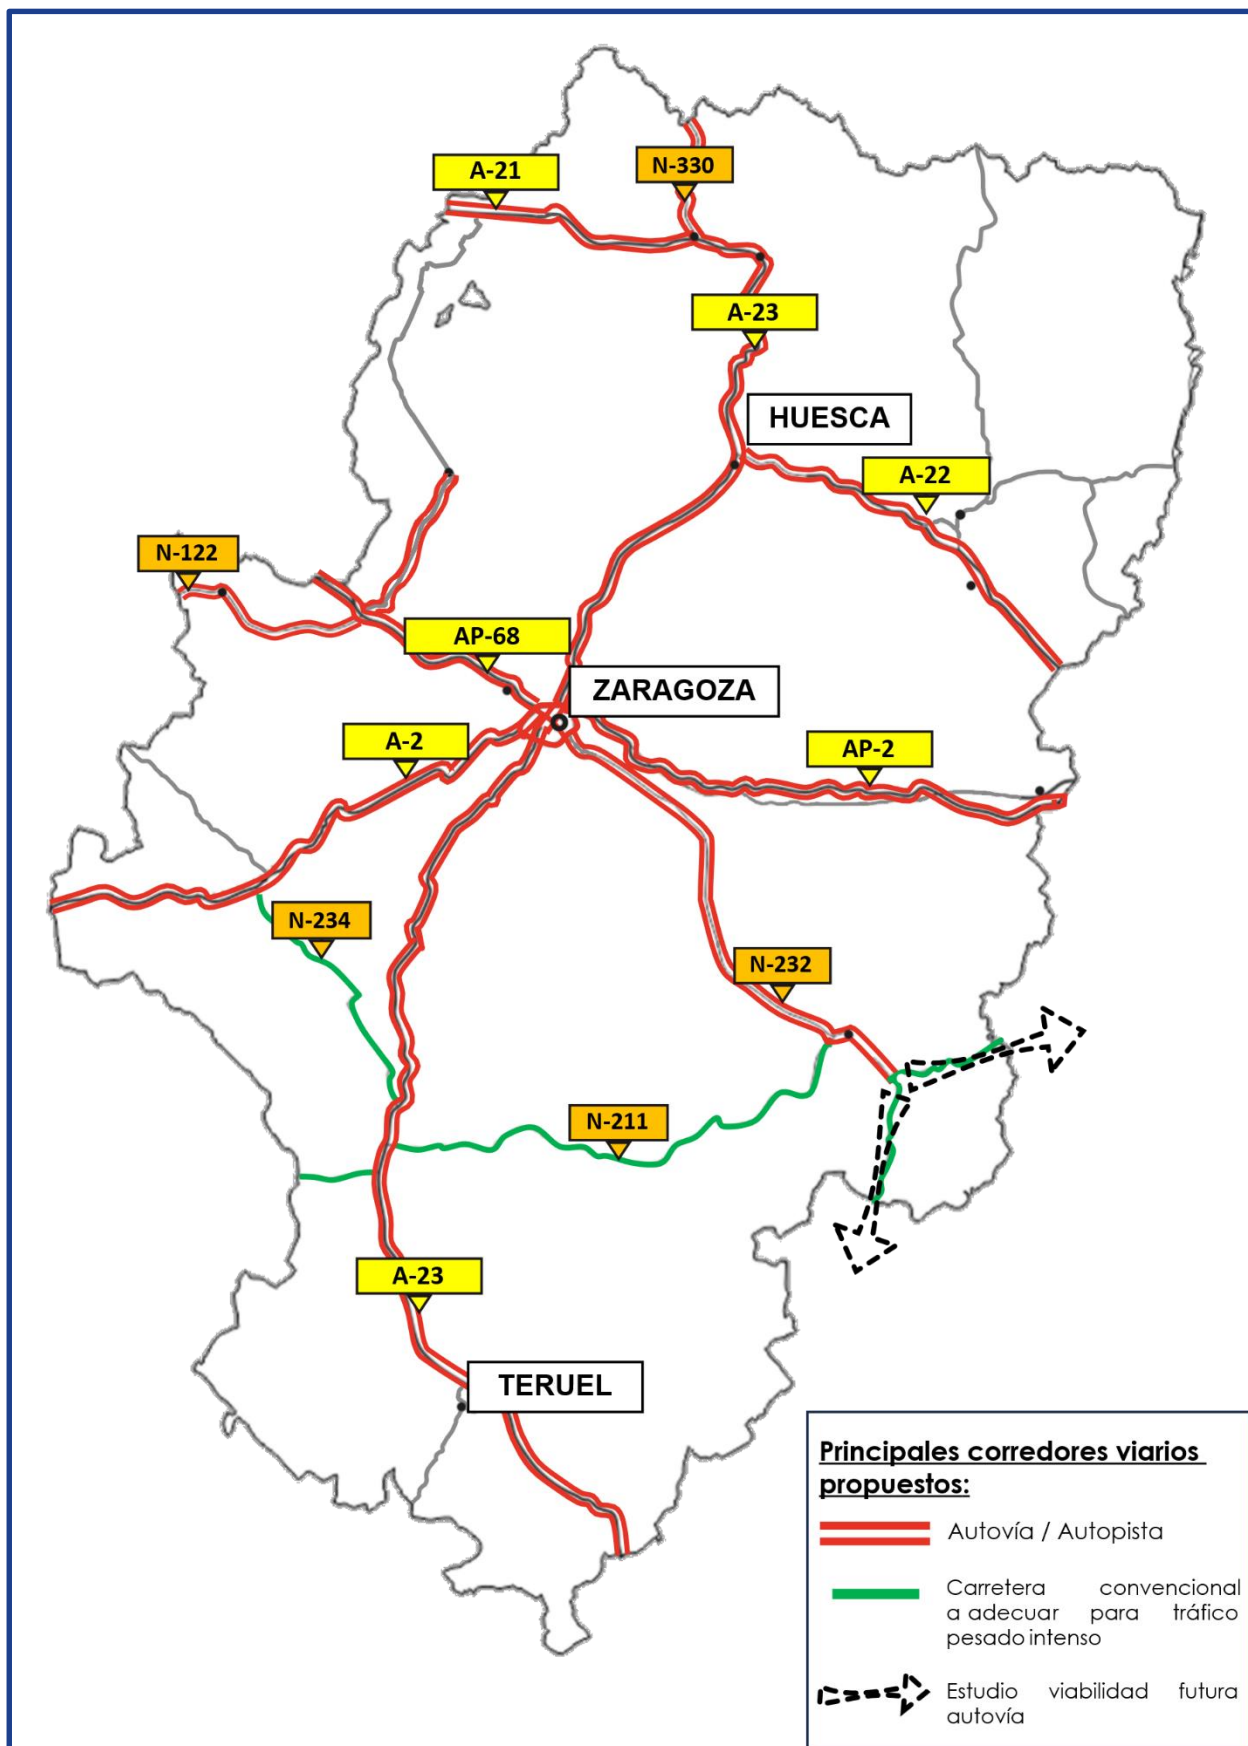 A-21
N-330
A-23
HUESCA
A-22
N-122
AP-68
ZARAGOZA
A-2
AP-2
N-234
N-232
N-211
A-23
TERUEL
Principales corredores viarios
propuestos:
Autovía / Autopista
Carretera convencional
a adecuar para tráfico
pesado intenso
Estudio viabilidad futura
autovía